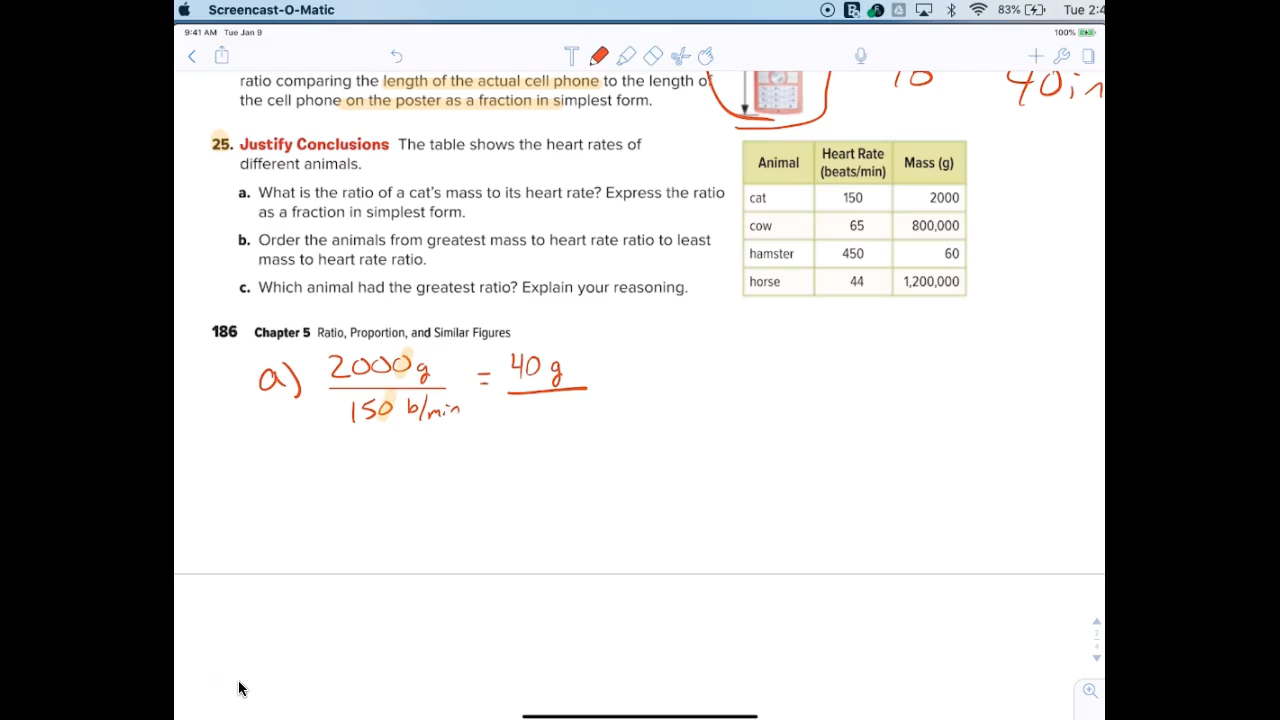 Screencast-O-Matic
83%
Tue 2:4
9:41 AM Tue Jan 9
100%
ratio comparing the length of the actual cell phone to the length of
the cell phone on the poster as a fraction in simplest form.
40in
25. Justify Conclusions The table shows the heart rates of
different animals.
a. What is the ratio of a cat's mass to its heart rate? Express the ratio
as a fraction in simplest form.
b. Order the animals from greatest mass to heart rate ratio to least
mass to heart rate ratio.
c. Which animal had the greatest ratio? Explain your reasoning.
Animal Heart Rate (beats/min) Mass (g)
cat 150 2000
cow 65 800,000
hamster 450 60
horse 44 1,200,000
186 Chapter 5 Ratio, Proportion, and Similar Figures
a) 2000g = 40 g
150 b/min